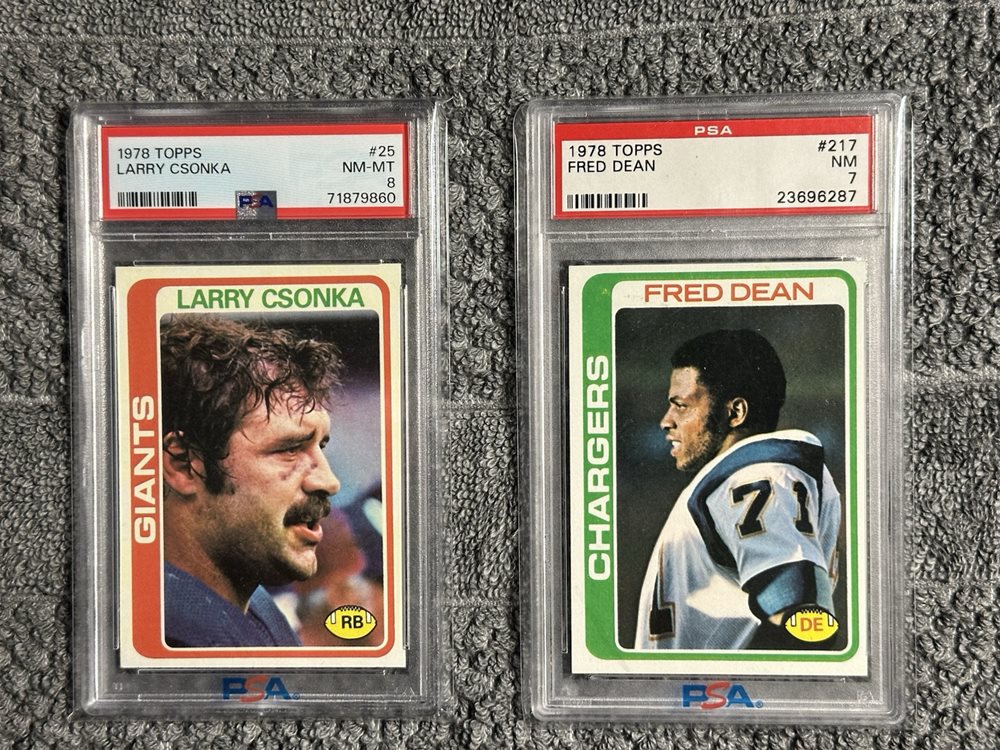 1978 TOPPS #25
LARRY CSONKA NM-MT
8
PSA 71879860
LARRY CSONKA
GIANTS
RB
PSA
PSA
1978 TOPPS #217
FRED DEAN NM
7
23696287
FRED DEAN
CHARGERS
71
DE
PSA